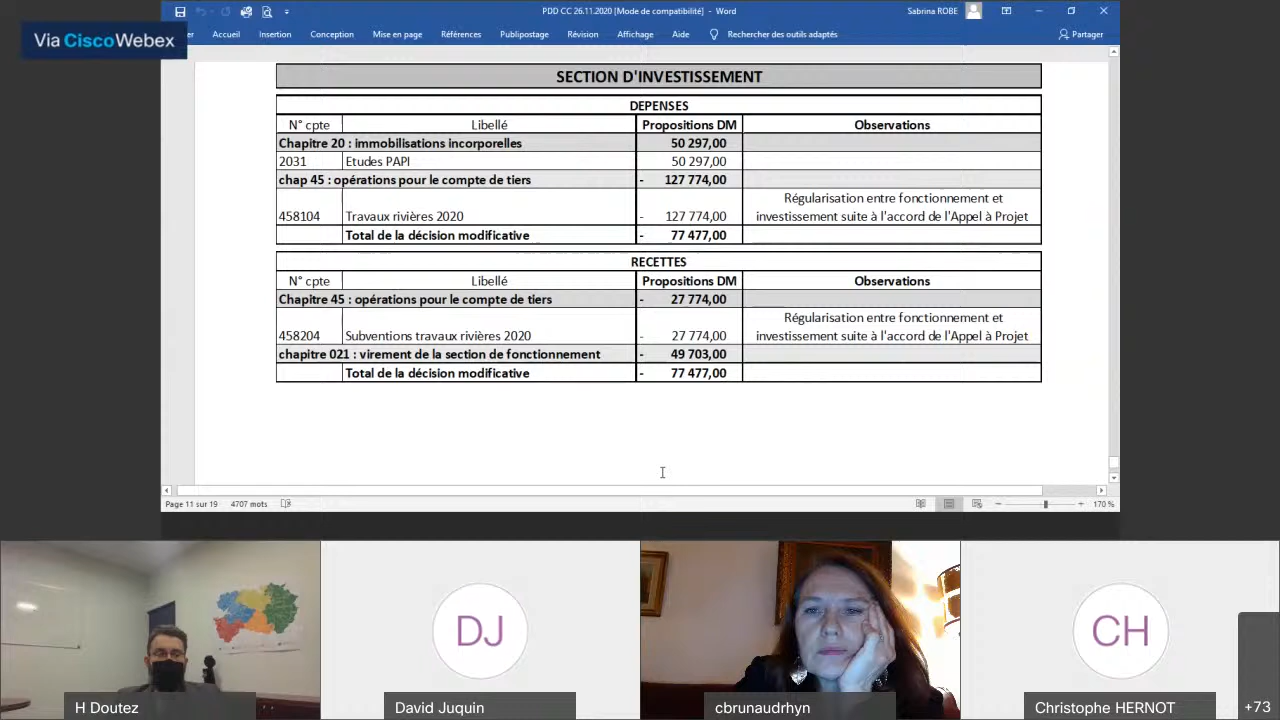 PDD CC 26.11.2020 [Mode de compatibilité] - Word
Sabrina ROBE
Via CiscoWebex
Accueil Insertion Conception Mise en page Références Publipostage Révision Affichage Aide Rechercher des outils adaptés Partager
SECTION D'INVESTISSEMENT
DEPENSES
N° cpte Libellé Propositions DM Observations
Chapitre 20 : immobilisations incorporelles 50 297,00
2031 Etudes PAPI 50 297,00
chap 45 : opérations pour le compte de tiers - 127 774,00
Régularisation entre fonctionnement et
458104 Travaux rivières 2020 - 127 774,00 investissement suite à l'accord de l'Appel à Projet
Total de la décision modificative - 77 477,00
RECETTES
N° cpte Libellé Propositions DM Observations
Chapitre 45 : opérations pour le compte de tiers - 27 774,00
Régularisation entre fonctionnement et
458204 Subventions travaux rivières 2020 - 27 774,00 investissement suite à l'accord de l'Appel à Projet
chapitre 021 : virement de la section de fonctionnement - 49 703,00
Total de la décision modificative - 77 477,00
Page 11 sur 19 4707 mots 170 %
DJ
CH
H Doutez
David Juquin
cbrunaudrhyn
Christophe HERNOT
+73